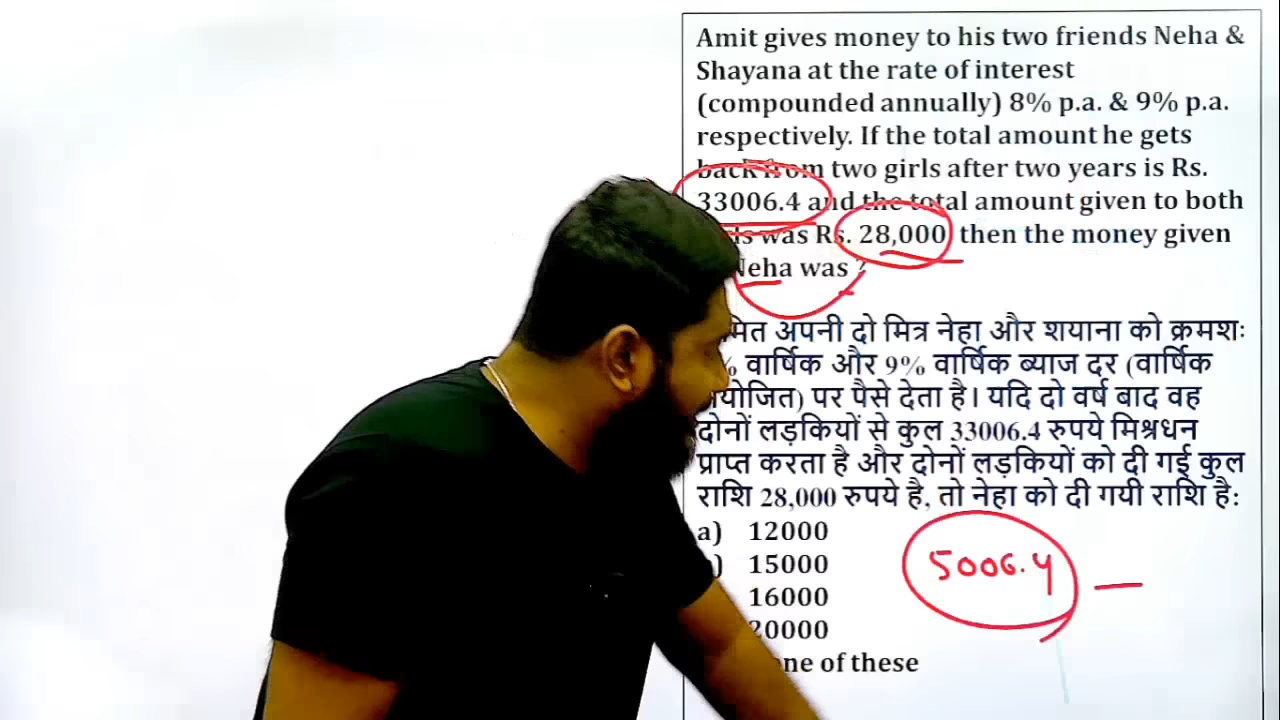 Amit gives money to his two friends Neha &
Shayana at the rate of interest
(compounded annually) 8% p.a. & 9% p.a.
respectively. If the total amount he gets
back from two girls after two years is Rs.
33006.4 and the total amount given to both
was Rs. 28,000 then the money given
Neha was ?
अपनी दो मित्र नेहा और शयाना को क्रमशः
वार्षिक और 9% वार्षिक ब्याज दर (वार्षिक
पर पैसे देता है। यदि दो वर्ष बाद वह
दोनों लड़कियों से कुल 33006.4 रुपये मिश्रधन
प्राप्त करता है और दोनों लड़कियों को दी गई कुल
राशि 28,000 रुपये है, तो नेहा को दी गयी राशि है:
a) 12000
15000
16000
20000
of these
5006.4